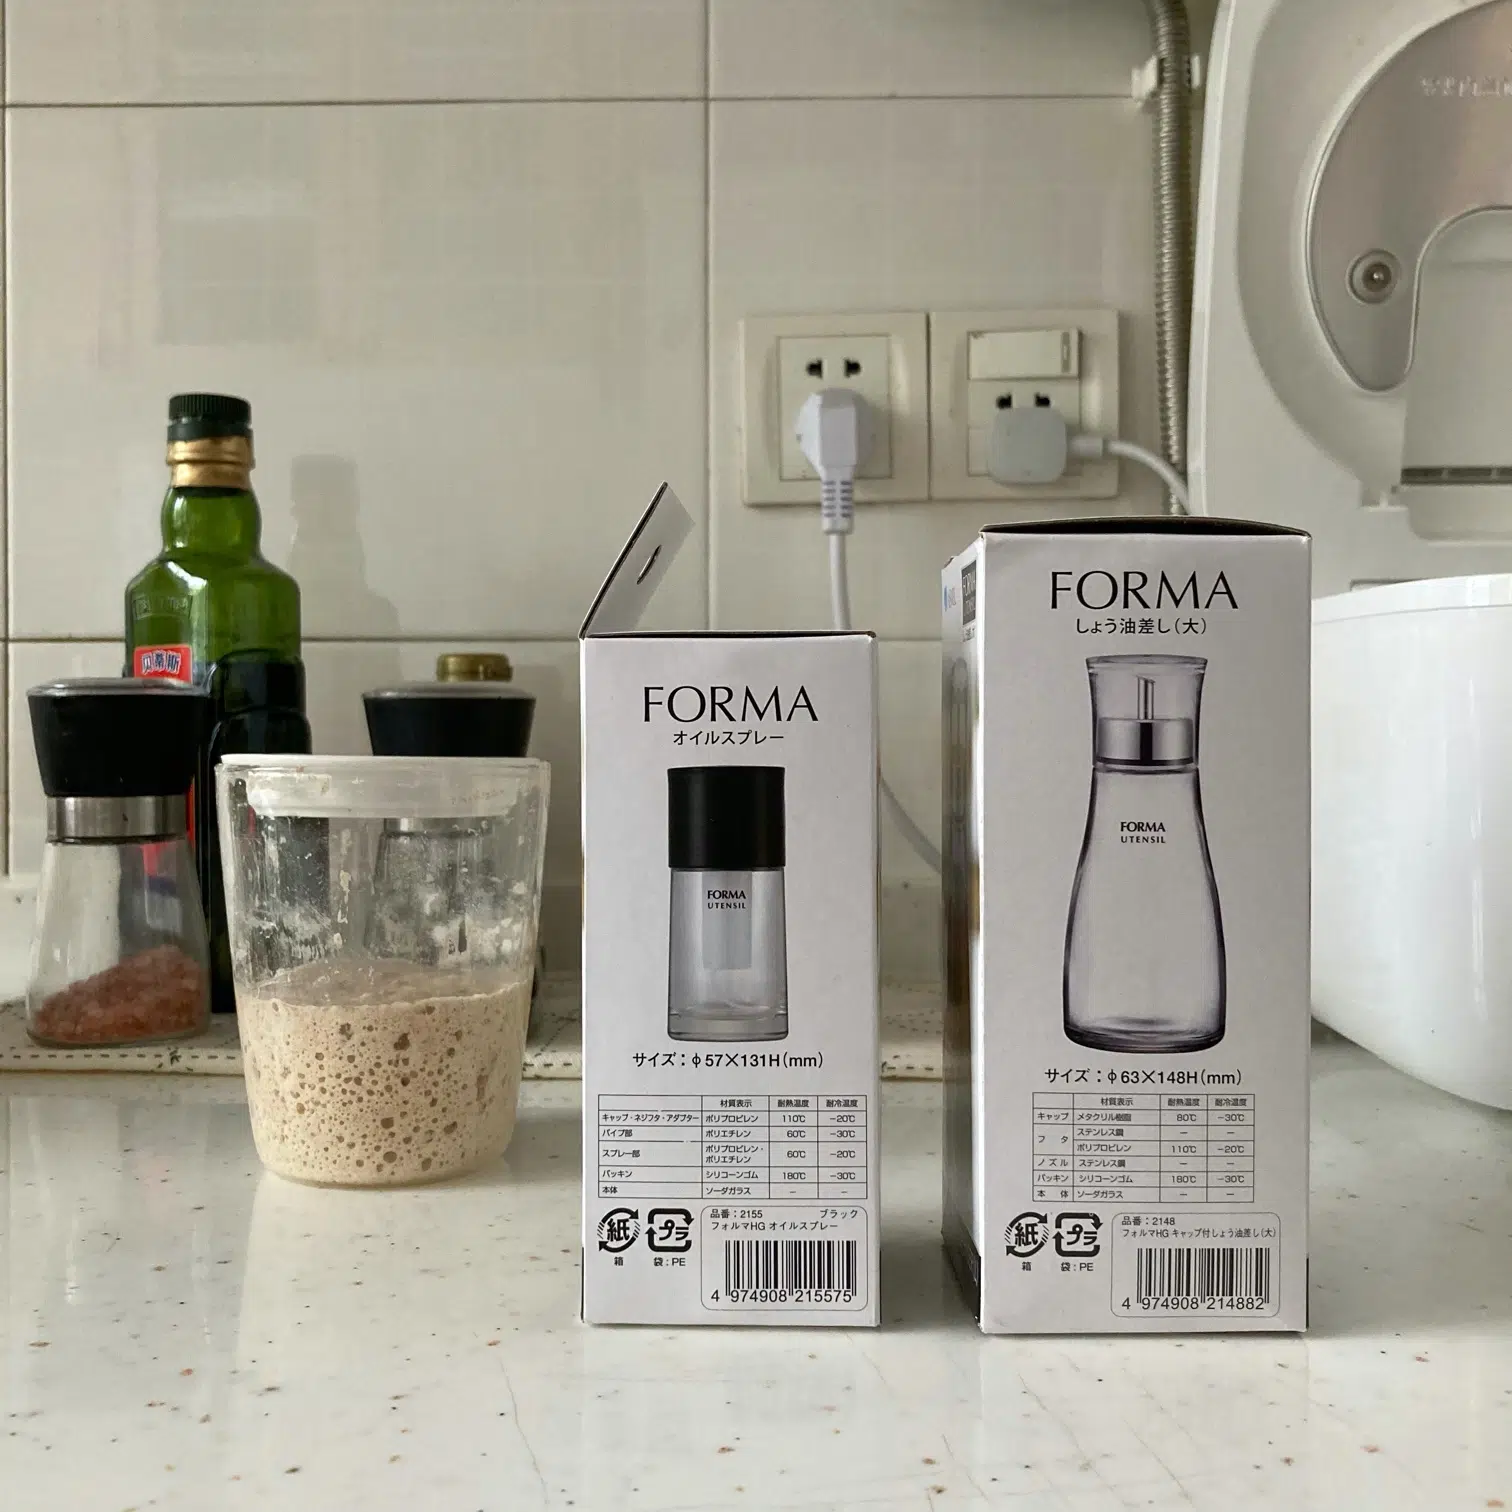 贝蒂斯
FORMA
オイルスプレー
FORMA
UTENSIL
サイズ：φ57×131H(mm)
材質表示 耐熱温度 耐冷温度
キャップ・ネジフタ・アダプター ポリプロピレン 110℃ −20℃
パイプ部 ポリエチレン 60℃ −30℃
スプレー部 ポリプロピレン・ポリエチレン 60℃ −20℃
パッキン シリコーンゴム 180℃ −30℃
本体 ソーダガラス − −
紙 プラ
箱 袋：PE
品番：2155 ブラック
フォルマHG オイルスプレー
4 974908 215575
FORMA
しょう油差し(大)
FORMA
UTENSIL
サイズ：φ63×148H(mm)
材質表示 耐熱温度 耐冷温度
キャップ メタクリル樹脂 80℃ −30℃
フタ ステンレス鋼 − −
ポリプロピレン 110℃ −20℃
ノズル ステンレス鋼 − −
パッキン シリコーンゴム 180℃ −30℃
本体 ソーダガラス − −
紙 プラ
箱 袋：PE
品番：2148
フォルマHG キャップ付しょう油差し(大)
4 974908 214882